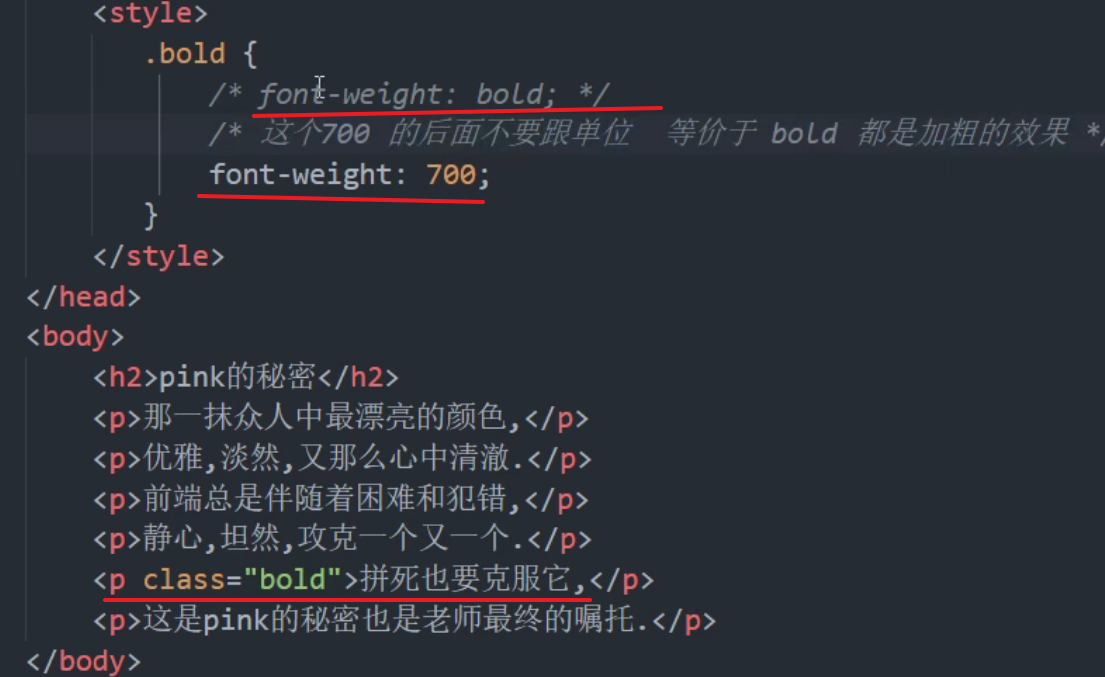 <style>
.bold {
/* font-weight: bold; */
/* 这个700 的后面不要跟单位  等价于 bold 都是加粗的效果 *
font-weight: 700;
}
</style>
</head>
<body>
<h2>pink的秘密</h2>
<p>那一抹众人中最漂亮的颜色,</p>
<p>优雅,淡然,又那么心中清澈.</p>
<p>前端总是伴随着困难和犯错,</p>
<p>静心,坦然,攻克一个又一个.</p>
<p class="bold">拼死也要克服它,</p>
<p>这是pink的秘密也是老师最终的嘱托.</p>
</body>